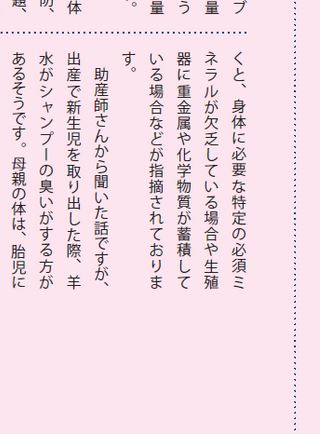 ブ
量
う
量
。
体
防、
題、
くと、身体に必要な特定の必須ミ
ネラルが欠乏している場合や生殖
器に重金属や化学物質が蓄積して
いる場合などが指摘されておりま
す。
助産師さんから聞いた話ですが、
出産で新生児を取り出した際、羊
水がシャンプーの臭いがする方が
あるそうです。母親の体は、胎児に